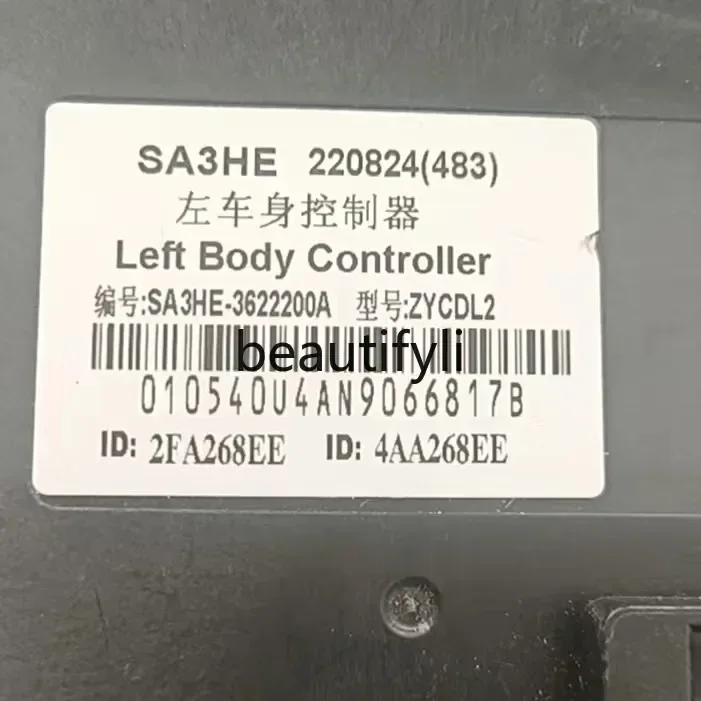 SA3HE 220824(483)
左车身控制器
Left Body Controller
编号:SA3HE-3622200A 型号:ZYCDL2
beautifyli
010540U4AN9066817B
ID: 2FA268EE ID: 4AA268EE